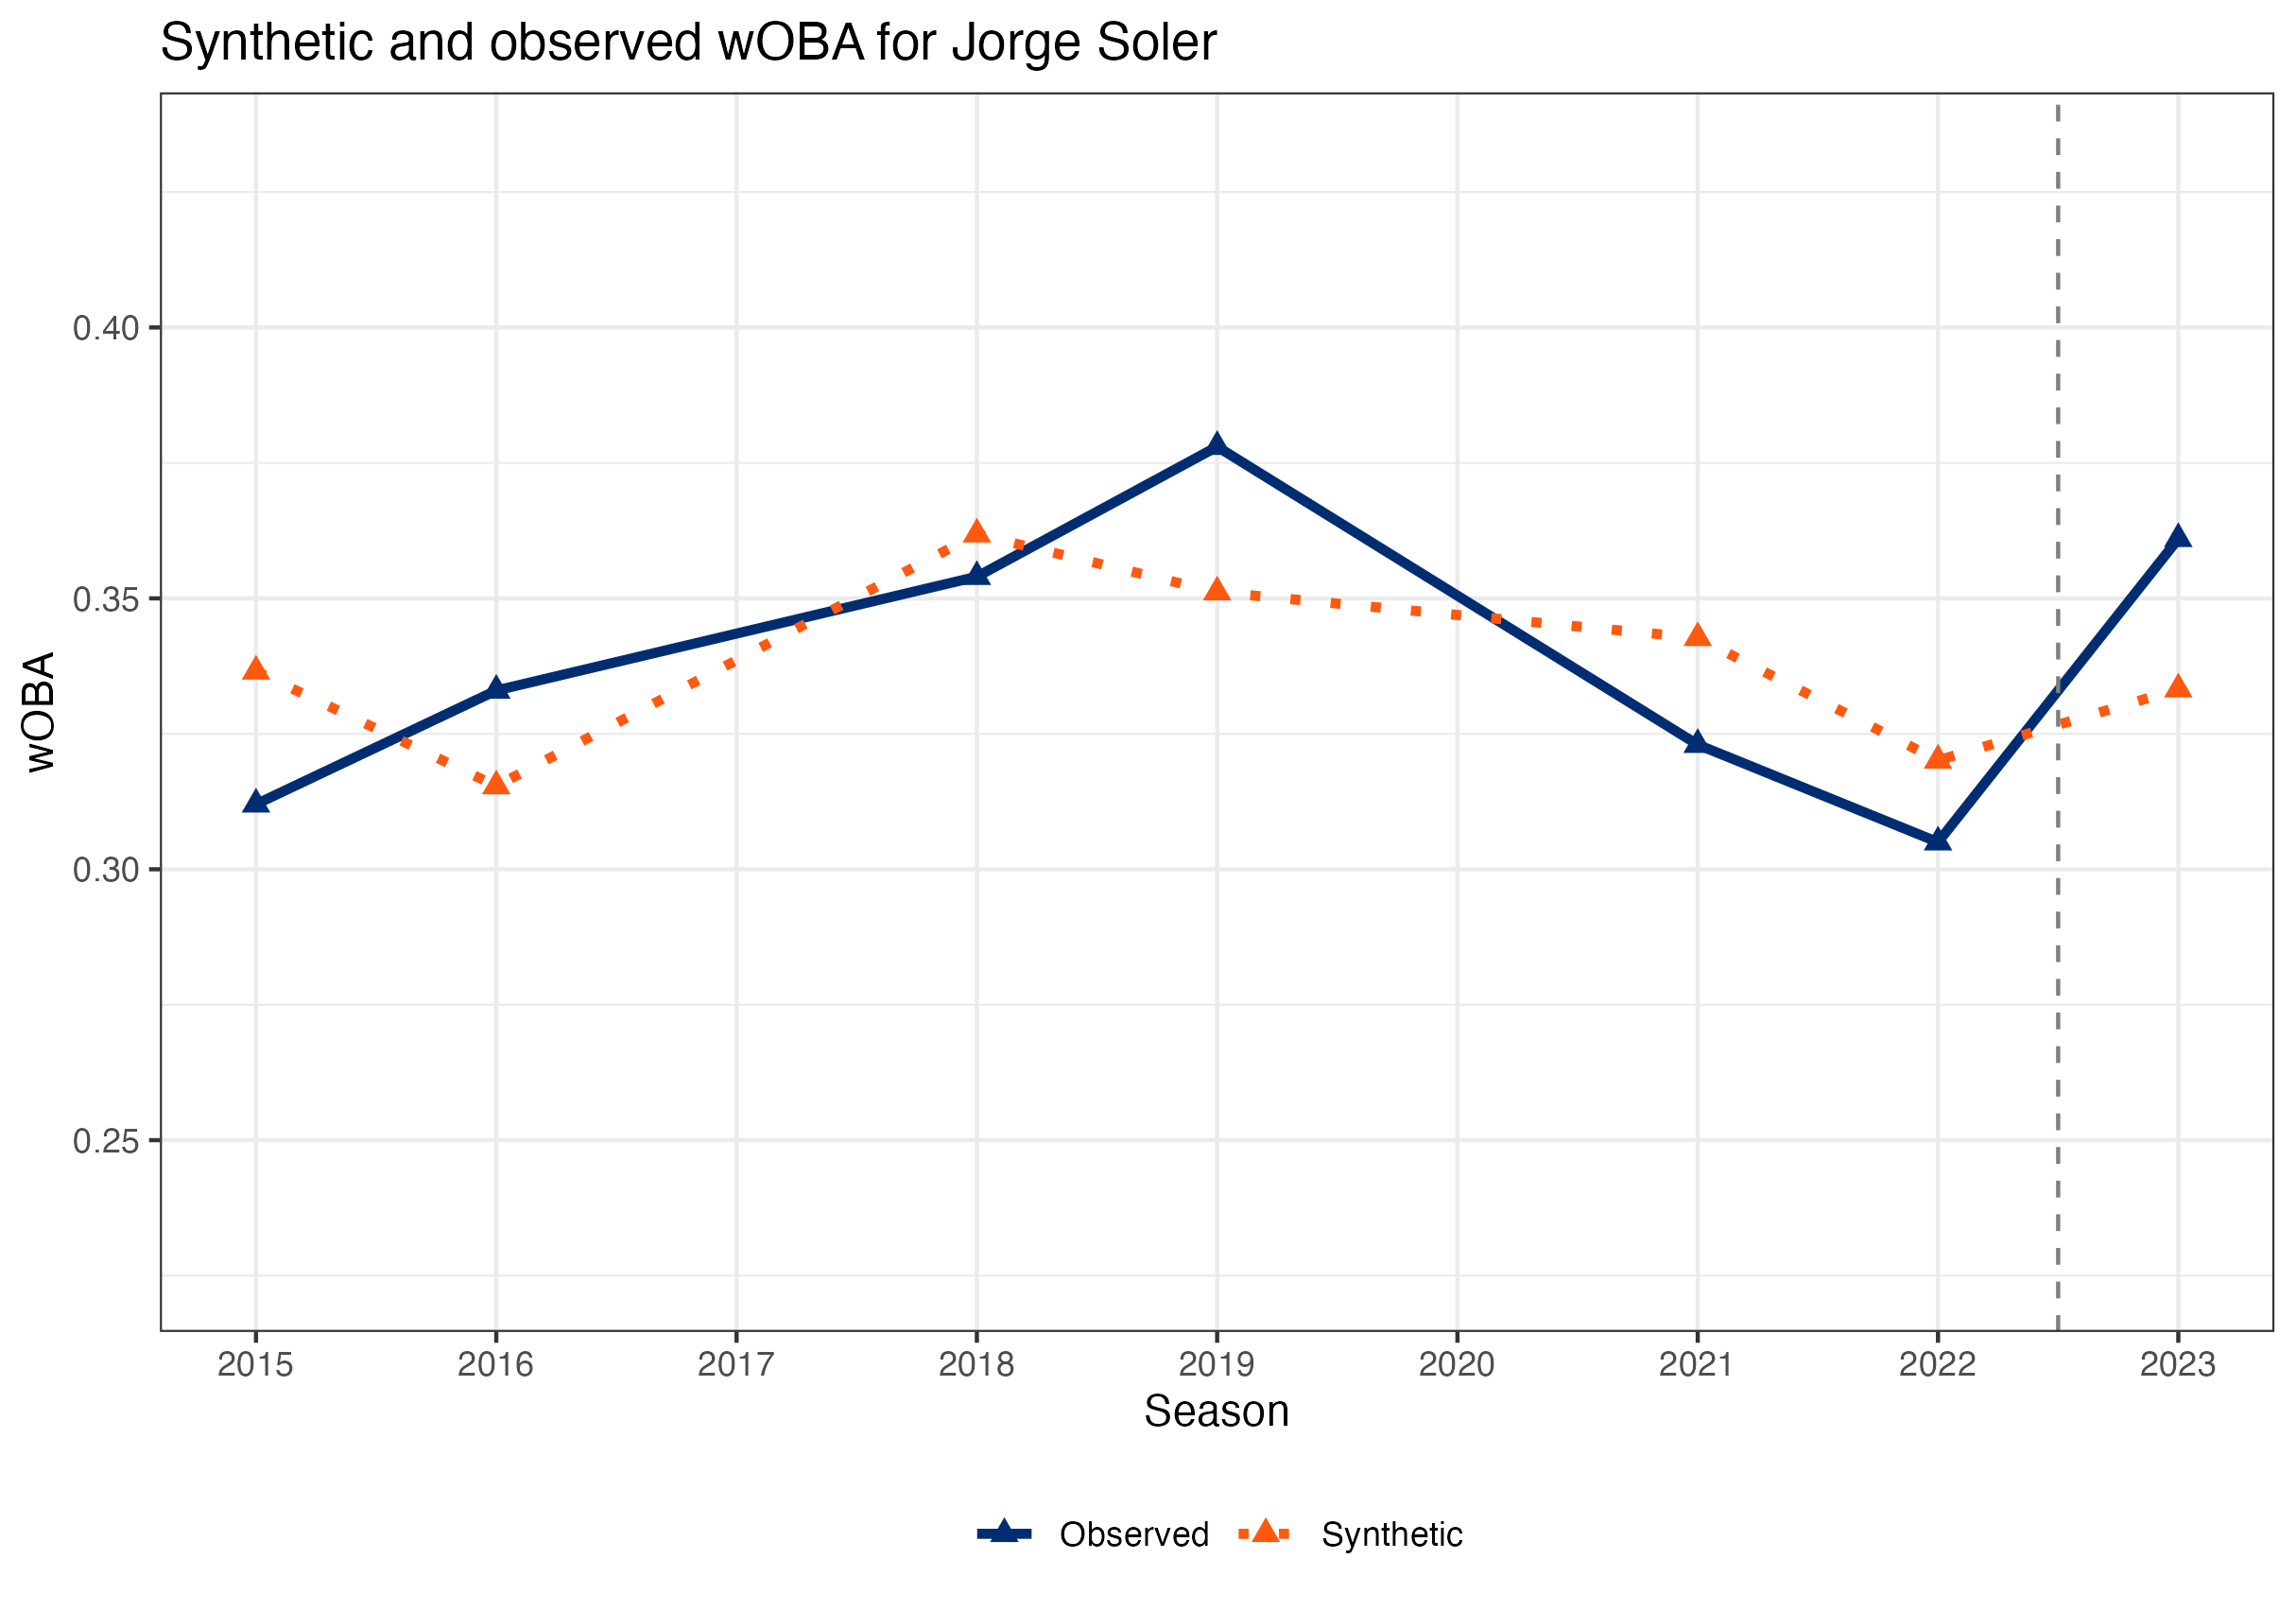 Synthetic and observed wOBA for Jorge Soler
wOBA
0.40
0.35
0.30
0.25
2015 2016 2017 2018 2019 2020 2021 2022 2023
Season
Observed Synthetic